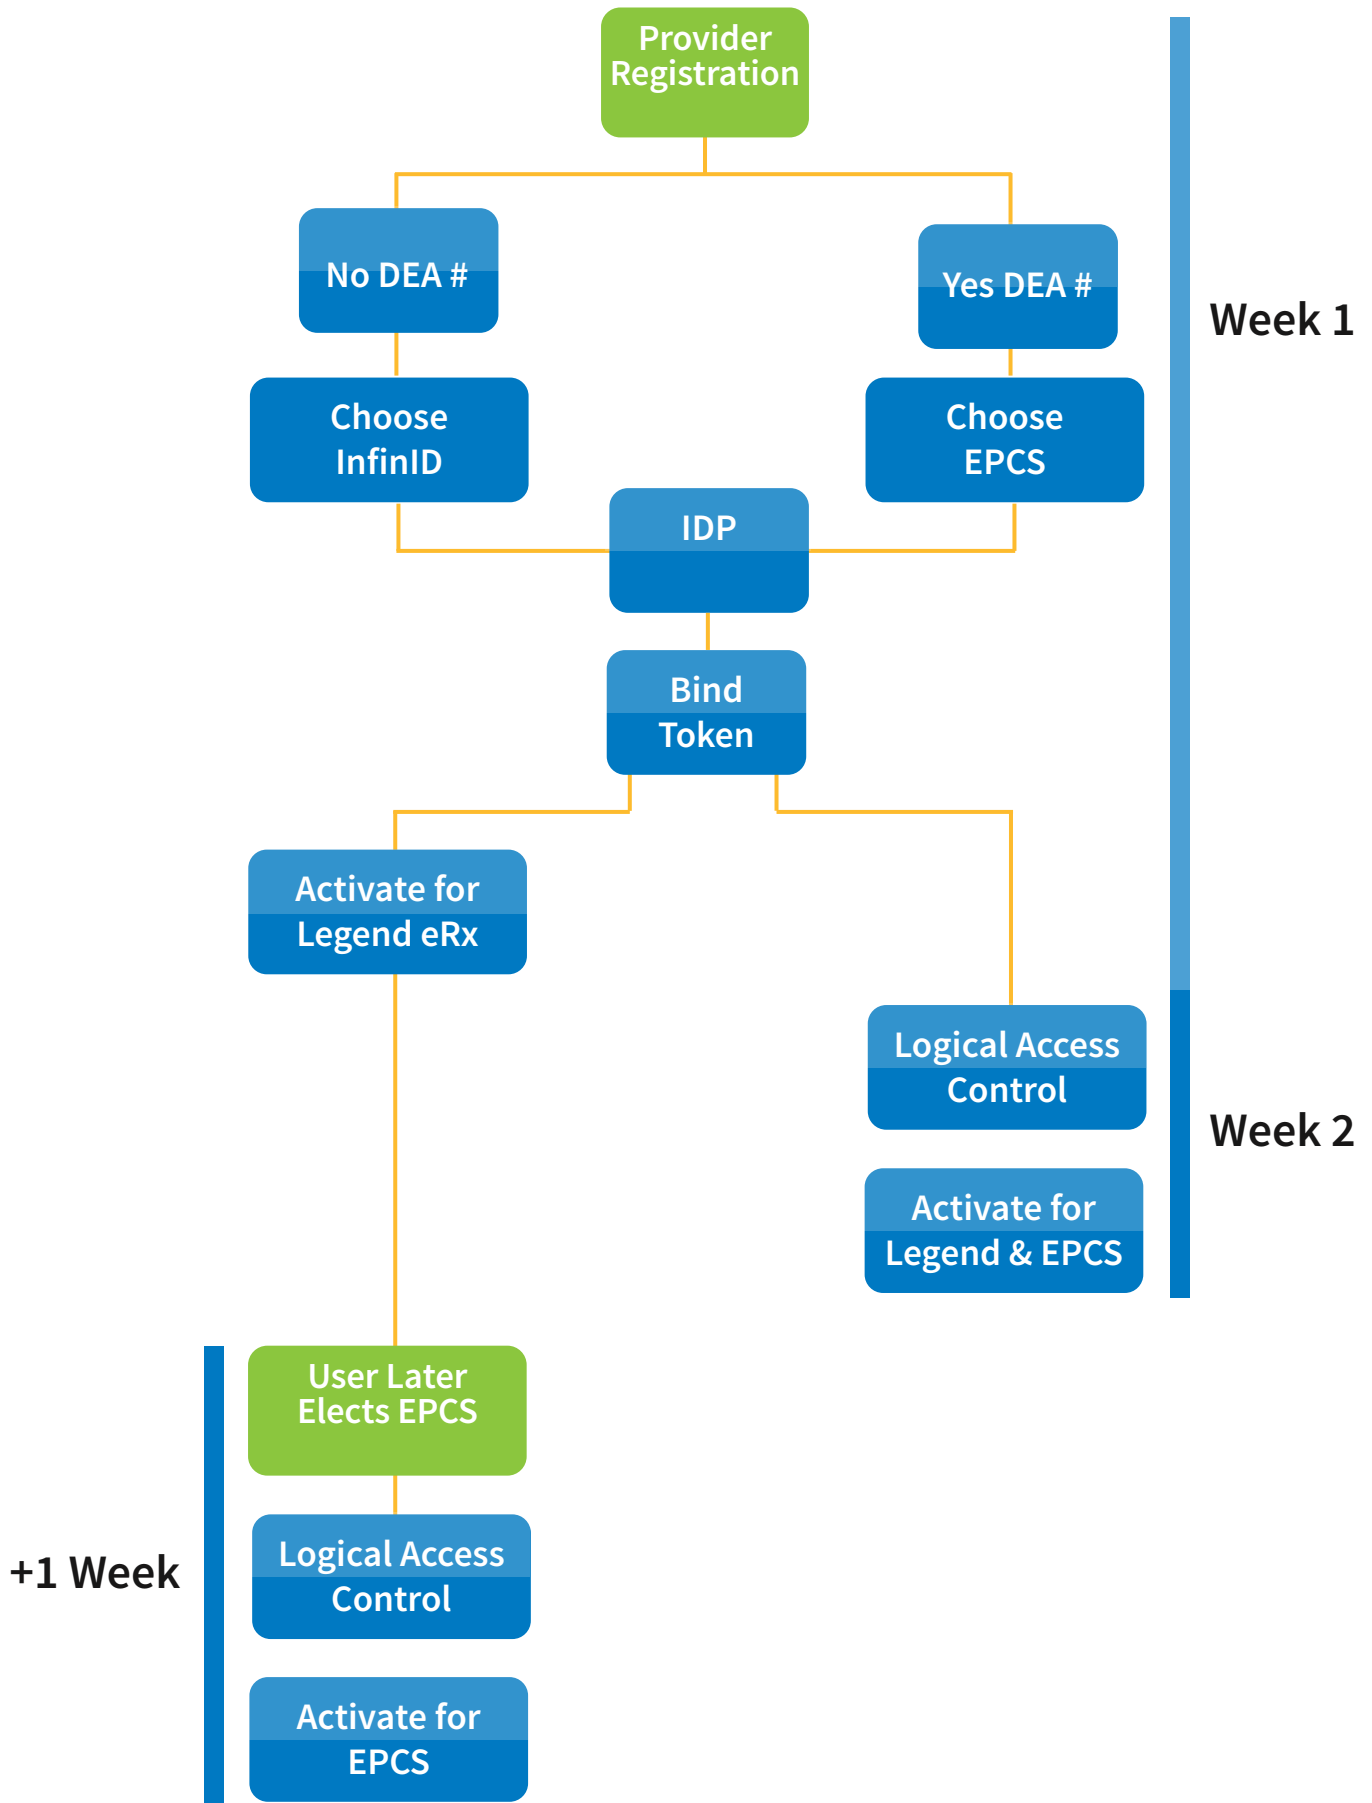 Provider
Registration
No DEA #
Yes DEA #
Week 1
Choose
InfinID
Choose
EPCS
IDP
Bind
Token
Activate for
Legend eRx
Logical Access
Control
Week 2
Activate for
Legend & EPCS
User Later
Elects EPCS
+1 Week
Logical Access
Control
Activate for
EPCS